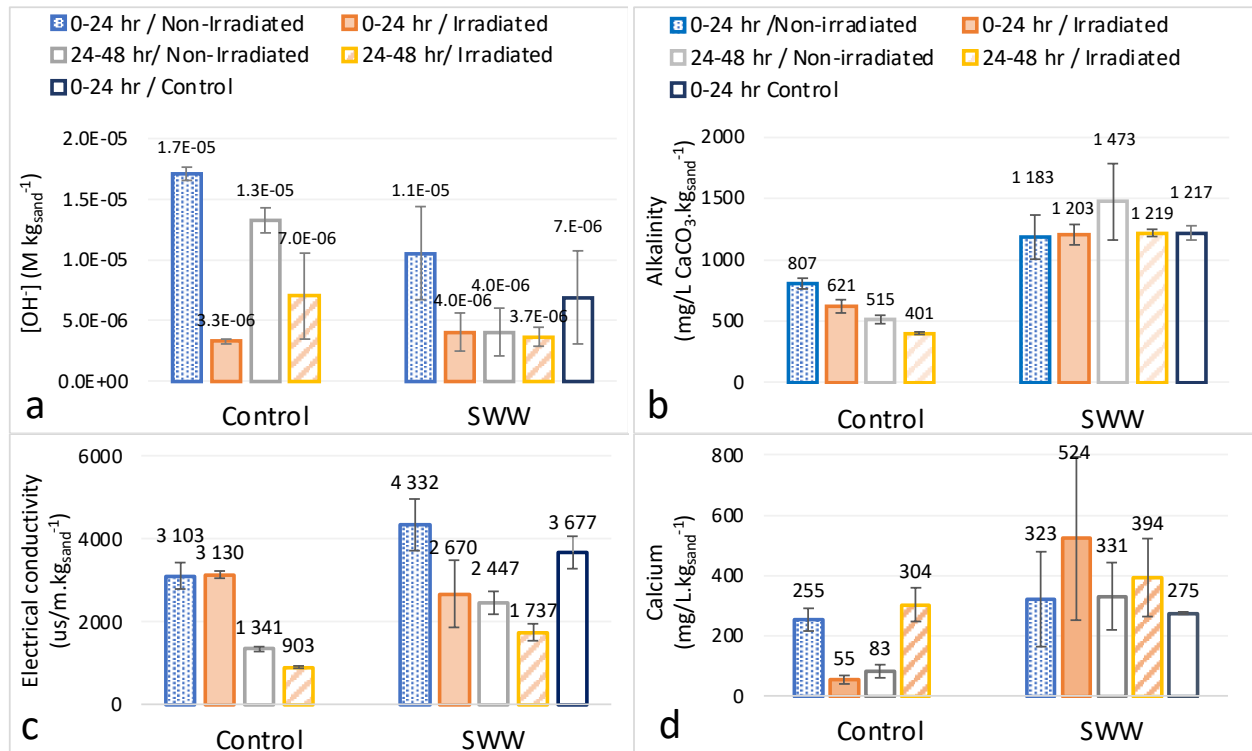 0-24 hr / Non-Irradiated 0-24 hr / Irradiated
24-48 hr/ Non-Irradiated 24-48 hr/ Irradiated
0-24 hr / Control
[OH-] (M kgsand-1)
2.0E-05
1.5E-05
1.0E-05
5.0E-06
0.0E+00
1.7E-05
3.3E-06
1.3E-05
7.0E-06
1.1E-05
4.0E-06
4.0E-06
3.7E-06
7.E-06
a
Control SWW
0-24 hr /Non-irradiated 0-24 hr / Irradiated
24-48 hr / Non-irradiated 24-48 hr / Irradiated
0-24 hr Control
Alkalinity
(mg/L CaCO3.kgsand-1)
2000
1500
1000
500
0
807
621
515
401
1 183
1 203
1 473
1 219
1 217
b
Control SWW
Electrical conductivity
(us/m.kgsand-1)
6000
4000
2000
0
3 103
3 130
1 341
903
4 332
2 670
2 447
1 737
3 677
c
Control SWW
Calcium
(mg/L.kgsand-1)
800
600
400
200
0
255
55
83
304
323
524
331
394
275
d
Control SWW